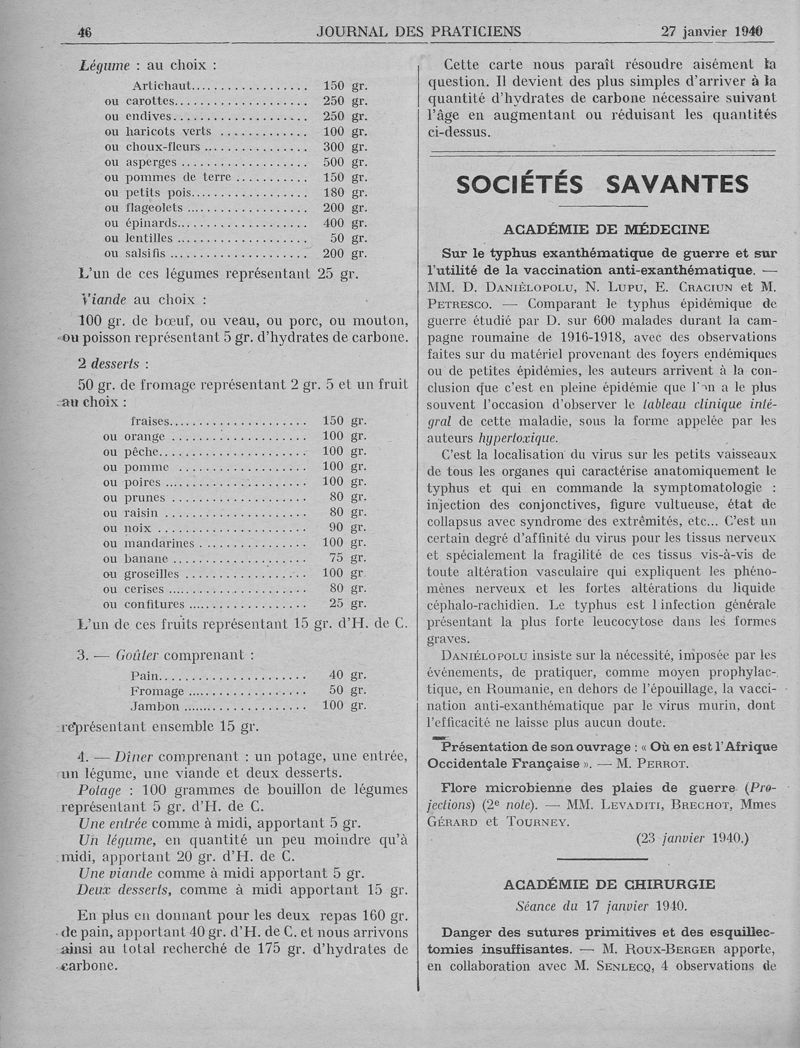 46 JOURNAL DES PRATICIENS 27 janvier 1940
Légume : au choix :
Artichaut.................. 150 gr.
ou carottes..................... 250 gr.
ou endives..................... 250 gr.
ou haricots verts ............. 100 gr.
ou choux-fleurs ................ 300 gr.
ou asperges .................... 500 gr.
ou pommes de terre ........... 150 gr.
ou petits pois.................. 180 gr.
ou flageolets ................... 200 gr.
ou épinards.................... 400 gr.
ou lentilles .................... 50 gr.
ou salsifis ..................... 200 gr.
L'un de ces légumes représentant 25 gr.
Viande au choix :
100 gr. de bœuf, ou veau, ou porc, ou mouton,
ou poisson représentant 5 gr. d'hydrates de carbone.
2 desserts :
50 gr. de fromage représentant 2 gr. 5 et un fruit
au choix :
fraises..................... 150 gr.
ou orange ..................... 100 gr.
ou pêche....................... 100 gr.
ou pomme .................... 100 gr.
ou poires ...................... 100 gr.
ou prunes ..................... 80 gr.
ou raisin ...................... 80 gr.
ou noix ....................... 90 gr.
ou mandarines ................. 100 gr.
ou banane ..................... 75 gr.
ou groseilles ................... 100 gr
ou cerises ..................... 80 gr.
ou confitures .................. 25 gr.
L'un de ces fruits représentant 15 gr. d'H. de C.
3. — Goûter comprenant :
Pain....................... 40 gr.
Fromage ................... 50 gr.
Jambon .................... 100 gr.
représentant ensemble 15 gr.
4. — Dîner comprenant : un potage, une entrée,
un légume, une viande et deux desserts.
Potage : 100 grammes de bouillon de légumes
représentant 5 gr. d'H. de C.
Une entrée comme à midi, apportant 5 gr.
Un légume, en quantité un peu moindre qu'à
midi, apportant 20 gr. d'H. de C.
Une viande comme à midi apportant 5 gr.
Deux desserts, comme à midi apportant 15 gr.
En plus en donnant pour les deux repas 160 gr.
de pain, apportant 40 gr. d'H. de C. et nous arrivons
ainsi au total recherché de 175 gr. d'hydrates de
carbone.
Cette carte nous paraît résoudre aisément la
question. Il devient des plus simples d'arriver à la
quantité d'hydrates de carbone nécessaire suivant
l'âge en augmentant ou réduisant les quantités
ci-dessus.
SOCIÉTÉS SAVANTES
ACADÉMIE DE MÉDECINE
Sur le typhus exanthématique de guerre et sur
l'utilité de la vaccination anti-exanthématique. —
MM. D. DANIÉLOPOLU, N. LUPU, E. CRACIUN et M.
PETRESCO. — Comparant le typhus épidémique de
guerre étudié par D. sur 600 malades durant la cam-
pagne roumaine de 1916-1918, avec des observations
faites sur du matériel provenant des foyers endémiques
ou de petites épidémies, les auteurs arrivent à la con-
clusion que c'est en pleine épidémie que l'on a le plus
souvent l'occasion d'observer le tableau clinique inté-
gral de cette maladie, sous la forme appelée par les
auteurs hypertoxique.
C'est la localisation du virus sur les petits vaisseaux
de tous les organes qui caractérise anatomiquement le
typhus et qui en commande la symptomatologie :
injection des conjonctives, figure vultueuse, état de
collapsus avec syndrome des extrêmités, etc... C'est un
certain degré d'affinité du virus pour les tissus nerveux
et spécialement la fragilité de ces tissus vis-à-vis de
toute altération vasculaire qui expliquent les phéno-
mènes nerveux et les fortes altérations du liquide
céphalo-rachidien. Le typhus est l infection générale
présentant la plus forte leucocytose dans les formes
graves.
DANIÉLOPOLU insiste sur la nécessité, imposée par les
événements, de pratiquer, comme moyen prophylac-
tique, en Roumanie, en dehors de l'épouillage, la vacci-
nation anti-exanthématique par le virus murin, dont
l'efficacité ne laisse plus aucun doute.
Présentation de son ouvrage : « Où en est l'Afrique
Occidentale Française ». — M. PERROT.
Flore microbienne des plaies de guerre (Pro-
jections) (2e note). — MM. LEVADITI, BRECHOT, Mmes
GÉRARD et TOURNEY.
(23 janvier 1940.)
ACADÉMIE DE CHIRURGIE
Séance du 17 janvier 1940.
Danger des sutures primitives et des esquillec-
tomies insuffisantes. — M. ROUX-BERGER apporte,
en collaboration avec M. SENLECQ, 4 observations de